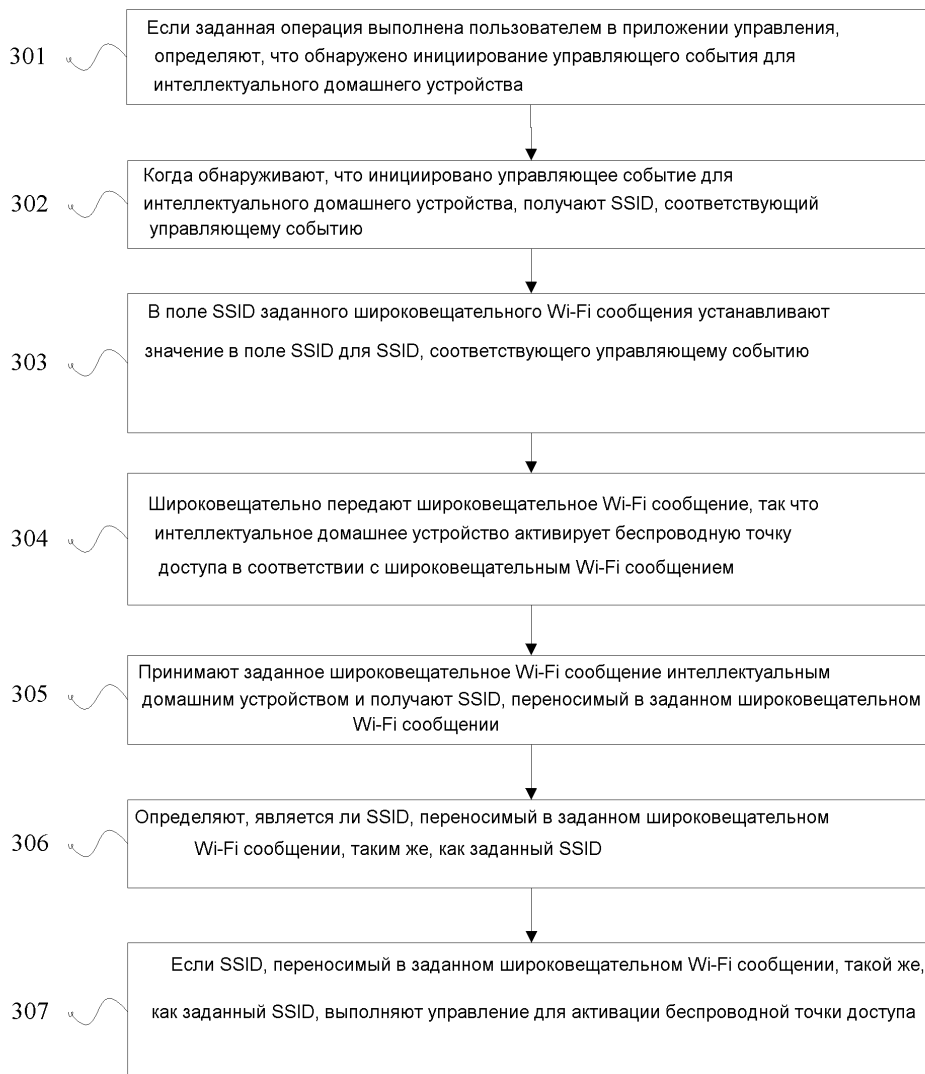 301
Если заданная операция выполнена пользователем в приложении управления,
определяют, что обнаружено инициирование управляющего события для
интеллектуального домашнего устройства
302
Когда обнаруживают, что инициировано управляющее событие для
интеллектуального домашнего устройства, получают SSID, соответствующий
управляющему событию
303
В поле SSID заданного широковещательного Wi-Fi сообщения устанавливают
значение в поле SSID для SSID, соответствующего управляющему событию
304
Широковещательно передают широковещательное Wi-Fi сообщение, так что
интеллектуальное домашнее устройство активирует беспроводную точку
доступа в соответствии с широковещательным Wi-Fi сообщением
305
Принимают заданное широковещательное Wi-Fi сообщение интеллектуальным
домашним устройством и получают SSID, переносимый в заданном широковещательном
Wi-Fi сообщении
306
Определяют, является ли SSID, переносимый в заданном широковещательном
Wi-Fi сообщении, таким же, как заданный SSID
307
Если SSID, переносимый в заданном широковещательном Wi-Fi сообщении, такой же,
как заданный SSID, выполняют управление для активации беспроводной точки доступа